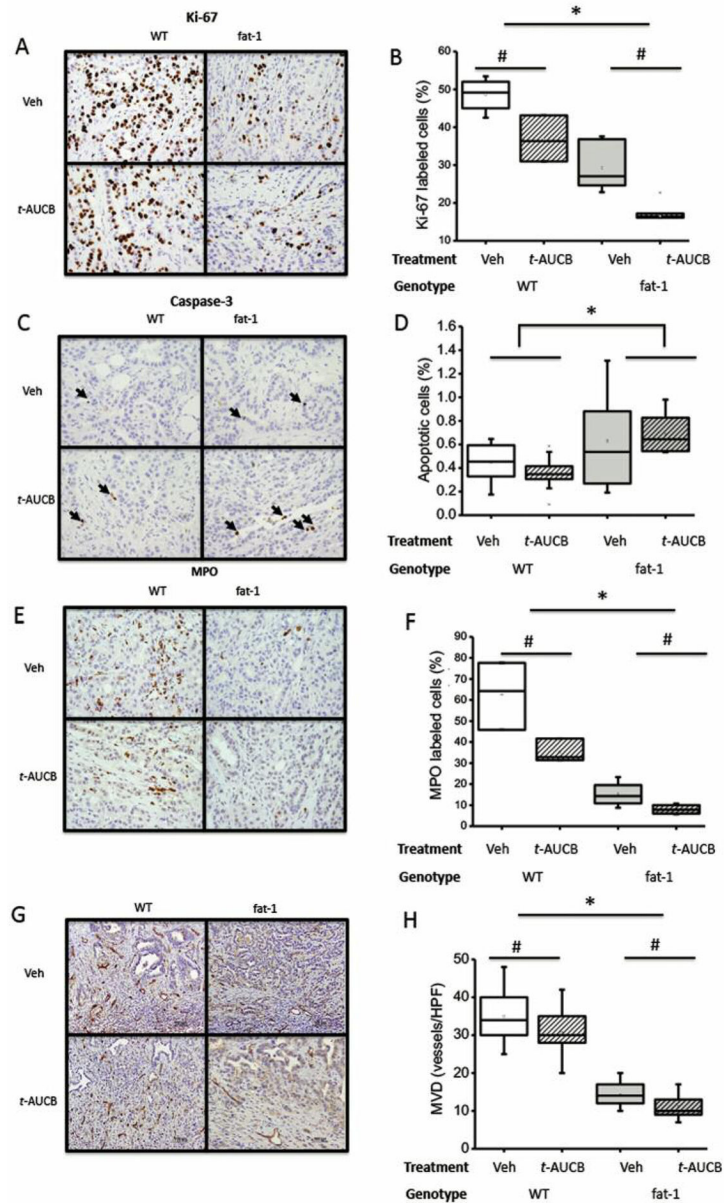 Ki-67
A
WT fat-1
Veh
t-AUCB
B
*
# #
Ki-67 labeled cells (%)
60
50
40
30
20
10
Treatment Veh t-AUCB Veh t-AUCB
Genotype WT fat-1
Caspase-3
C
WT fat-1
Veh
t-AUCB
D
*
Apoptotic cells (%)
1.6
1.4
1.2
1.0
0.8
0.6
0.4
0.2
0.0
Treatment Veh t-AUCB Veh t-AUCB
Genotype WT fat-1
MPO
E
WT fat-1
Veh
t-AUCB
F
*
# #
MPO labeled cells (%)
90
80
70
60
50
40
30
20
10
0
Treatment Veh t-AUCB Veh t-AUCB
Genotype WT fat-1
G
WT fat-1
Veh
t-AUCB
H
*
# #
MVD (vessels/HPF)
50
40
30
20
10
0
Treatment Veh t-AUCB Veh t-AUCB
Genotype WT fat-1